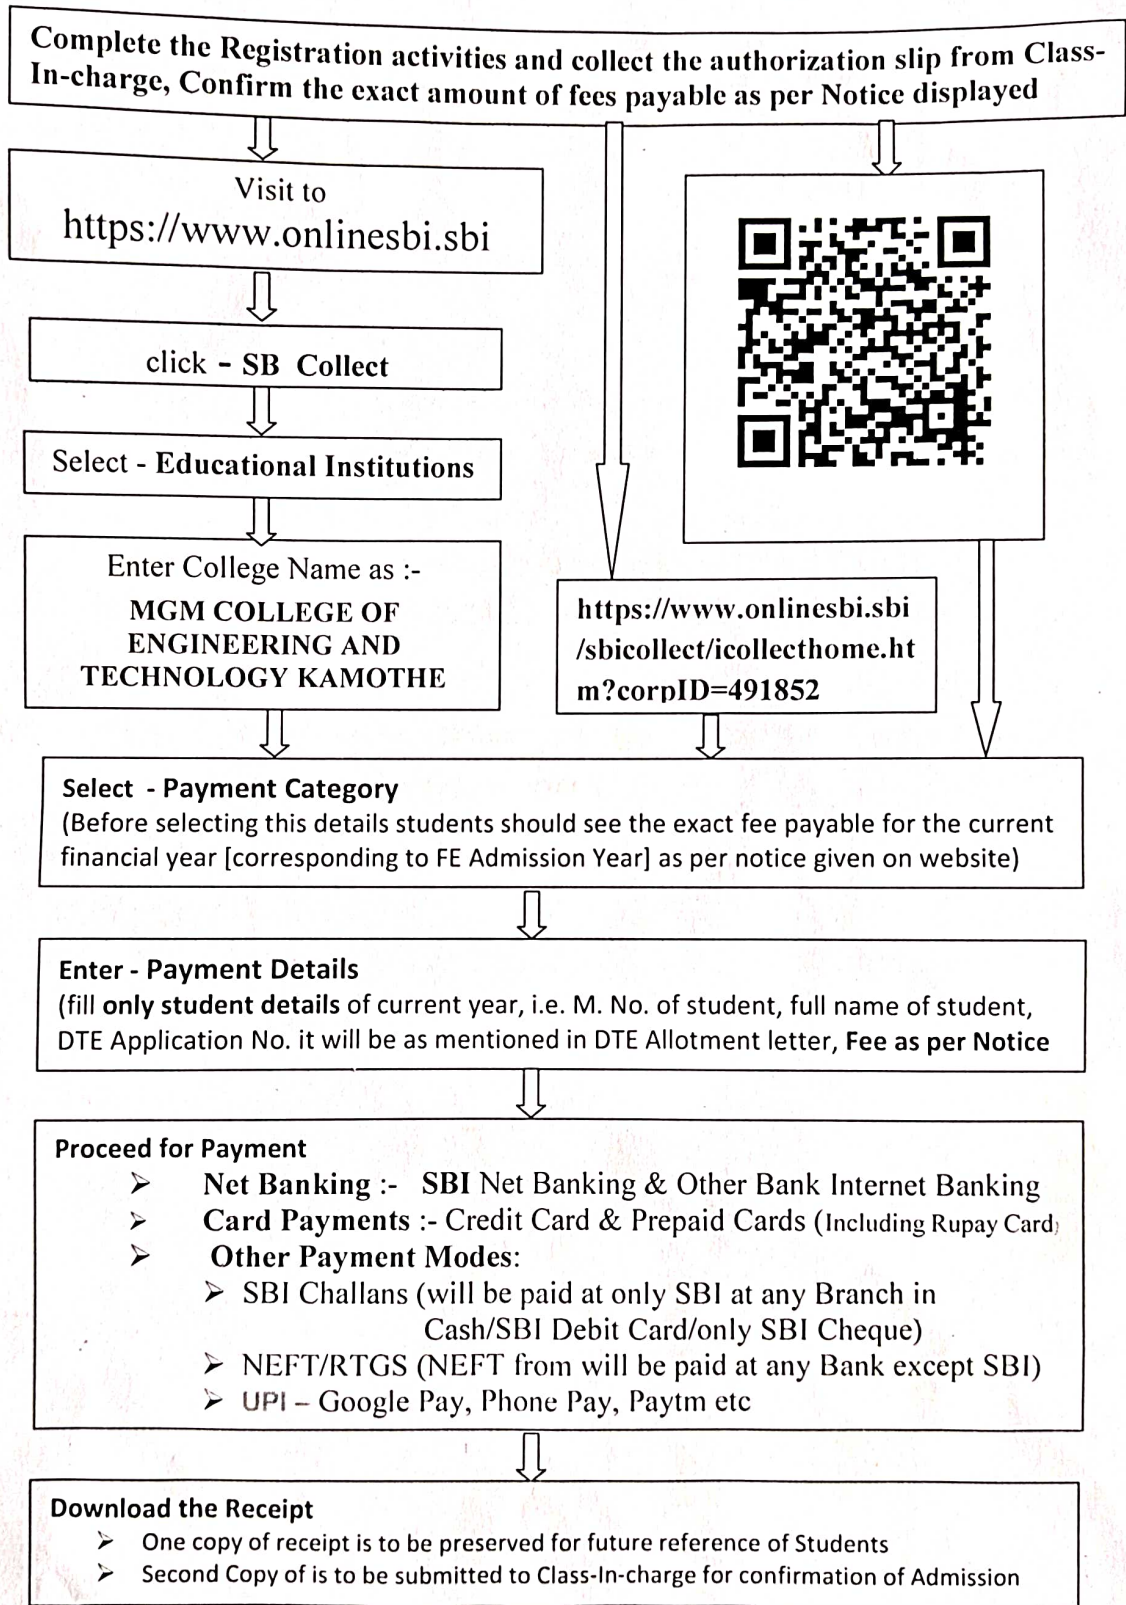 Complete the Registration activities and collect the authorization slip from Class-
In-charge, Confirm the exact amount of fees payable as per Notice displayed
Visit to
https://www.onlinesbi.sbi
click - SB Collect
Select - Educational Institutions
Enter College Name as :-
MGM COLLEGE OF
ENGINEERING AND
TECHNOLOGY KAMOTHE
https://www.onlinesbi.sbi
/sbicollect/icollecthome.ht
m?corpID=491852
Select - Payment Category
(Before selecting this details students should see the exact fee payable for the current
financial year [corresponding to FE Admission Year] as per notice given on website)
Enter - Payment Details
(fill only student details of current year, i.e. M. No. of student, full name of student,
DTE Application No. it will be as mentioned in DTE Allotment letter, Fee as per Notice
Proceed for Payment
➢ Net Banking :- SBI Net Banking & Other Bank Internet Banking
➢ Card Payments :- Credit Card & Prepaid Cards (Including Rupay Card)
➢ Other Payment Modes:
➢ SBI Challans (will be paid at only SBI at any Branch in
Cash/SBI Debit Card/only SBI Cheque)
➢ NEFT/RTGS (NEFT from will be paid at any Bank except SBI)
➢ UPI – Google Pay, Phone Pay, Paytm etc
Download the Receipt
➢ One copy of receipt is to be preserved for future reference of Students
➢ Second Copy of is to be submitted to Class-In-charge for confirmation of Admission